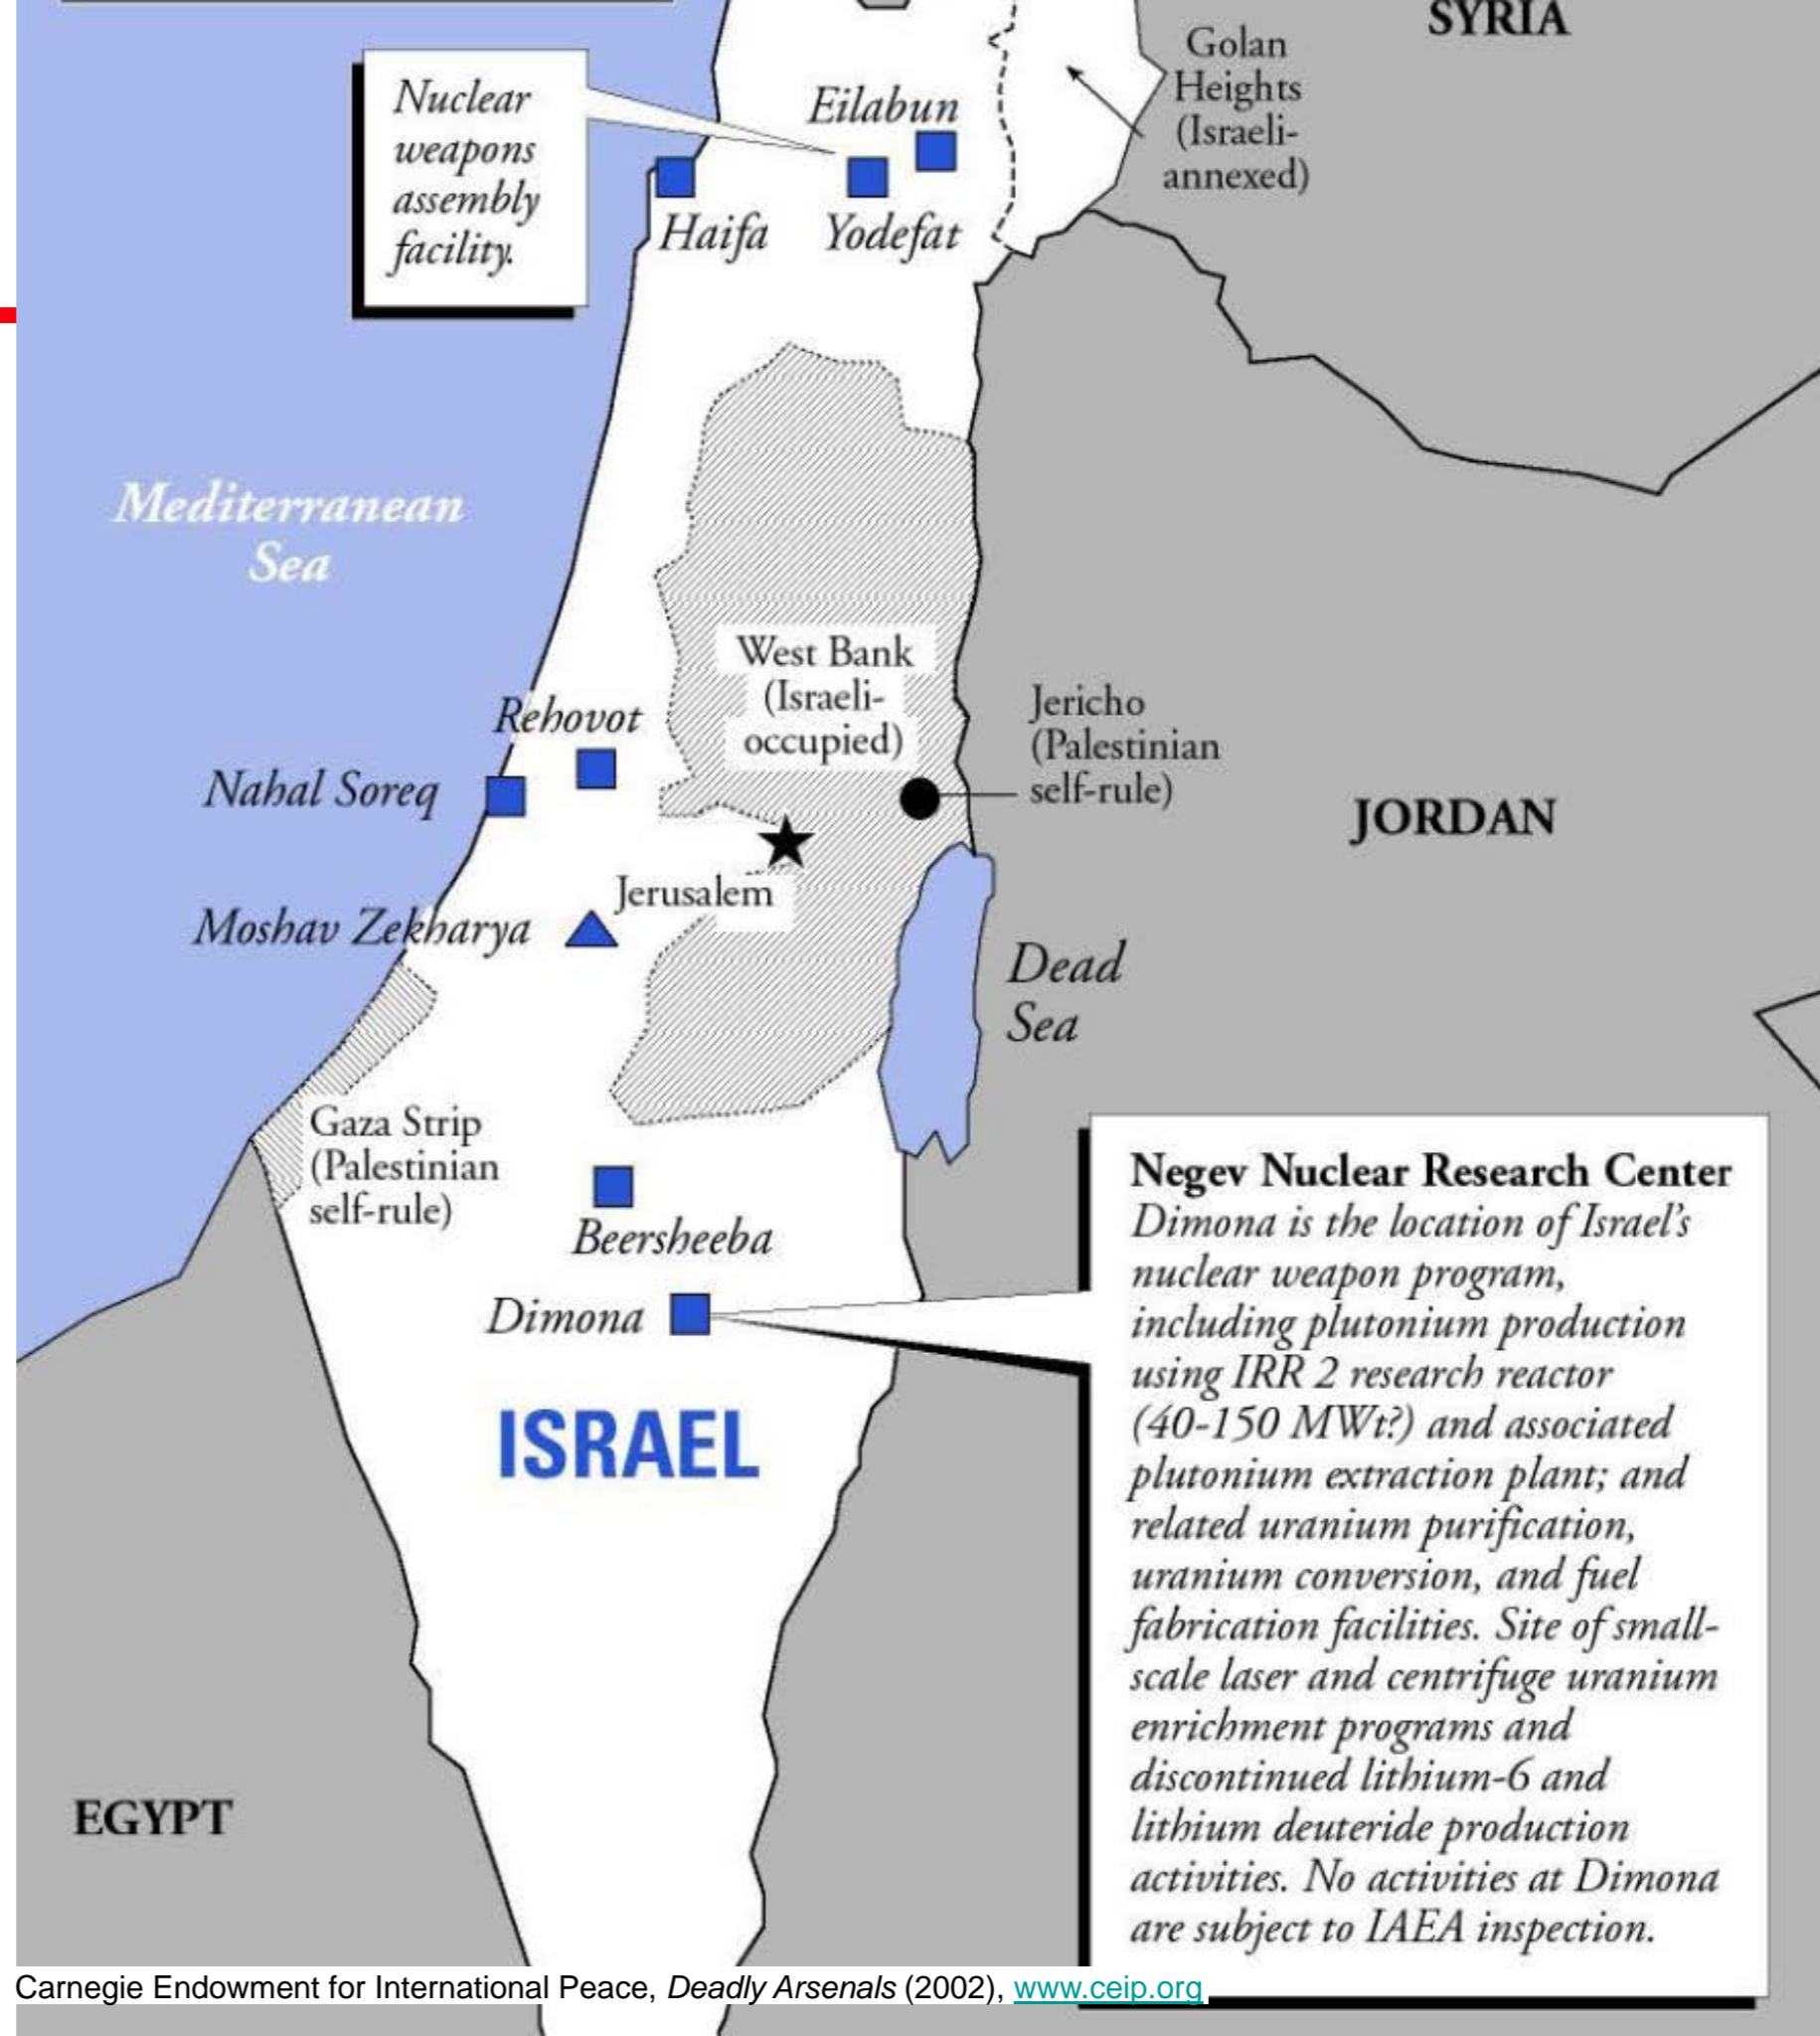 SYRIA
Golan
Heights
(Israeli-
annexed)
Nuclear
weapons
assembly
facility.
Eilabun
Haifa
Yodefat
Mediterranean
Sea
West Bank
(Israeli-
occupied)
Jericho
(Palestinian
self-rule)
Rehovot
Nahal Soreq
JORDAN
Jerusalem
Moshav Zekharya
Dead
Sea
Gaza Strip
(Palestinian
self-rule)
Beersheeba
Dimona
ISRAEL
Negev Nuclear Research Center
Dimona is the location of Israel's
nuclear weapon program,
including plutonium production
using IRR 2 research reactor
(40-150 MWt?) and associated
plutonium extraction plant; and
related uranium purification,
uranium conversion, and fuel
fabrication facilities. Site of small-
scale laser and centrifuge uranium
enrichment programs and
discontinued lithium-6 and
lithium deuteride production
activities. No activities at Dimona
are subject to IAEA inspection.
EGYPT
Carnegie Endowment for International Peace, Deadly Arsenals (2002), www.ceip.org